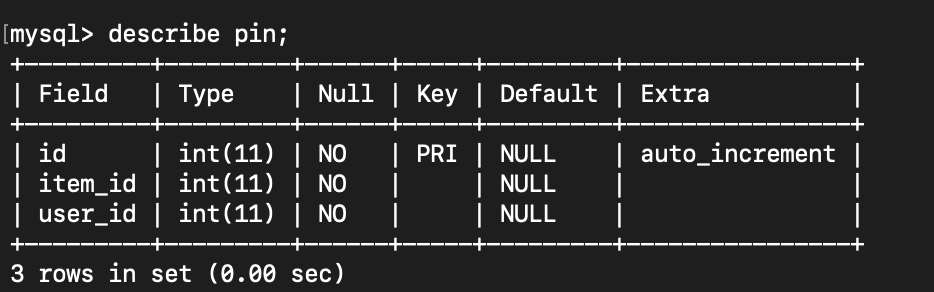 [mysql> describe pin;
+---------+---------+------+-----+---------+----------------+
| Field   | Type    | Null | Key | Default | Extra          |
+---------+---------+------+-----+---------+----------------+
| id      | int(11) | NO   | PRI | NULL    | auto_increment |
| item_id | int(11) | NO   |     | NULL    |                |
| user_id | int(11) | NO   |     | NULL    |                |
+---------+---------+------+-----+---------+----------------+
3 rows in set (0.00 sec)